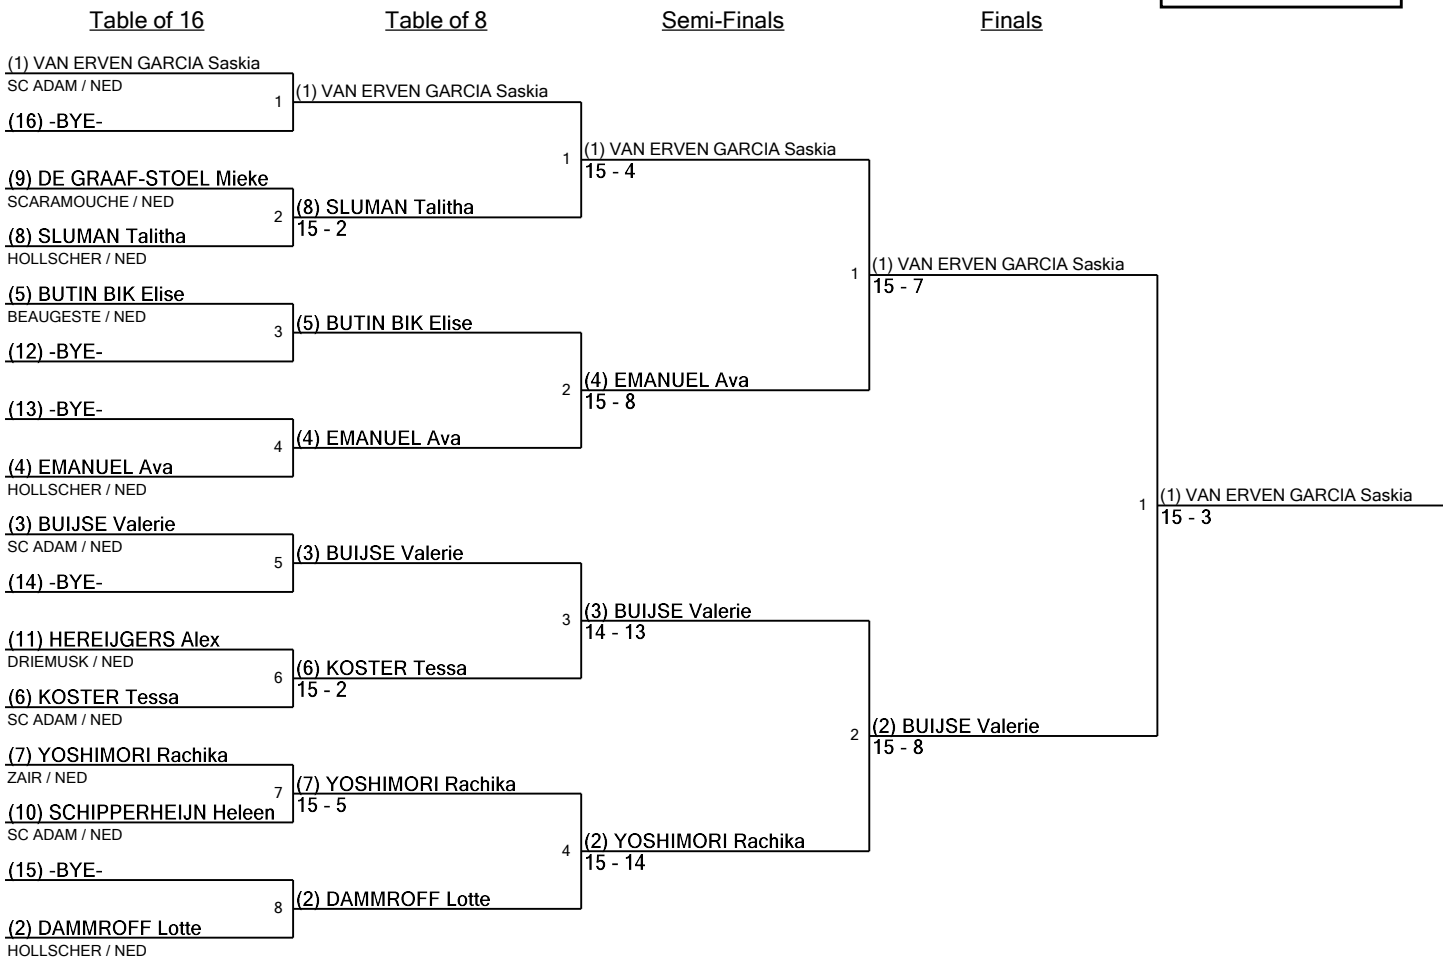 Table of 16
Table of 8
Semi-Finals
Finals
(1) VAN ERVEN GARCIA Saskia
SC ADAM / NED
1
(16) -BYE-
(9) DE GRAAF-STOEL Mieke
SCARAMOUCHE / NED
2
(8) SLUMAN Talitha
HOLLSCHER / NED
(5) BUTIN BIK Elise
BEAUGESTE / NED
3
(12) -BYE-
(13) -BYE-
4
(4) EMANUEL Ava
HOLLSCHER / NED
(3) BUIJSE Valerie
SC ADAM / NED
5
(14) -BYE-
(11) HEREIJGERS Alex
DRIEMUSK / NED
6
(6) KOSTER Tessa
SC ADAM / NED
(7) YOSHIMORI Rachika
ZAIR / NED
7
(10) SCHIPPERHEIJN Heleen
SC ADAM / NED
(15) -BYE-
8
(2) DAMMROFF Lotte
HOLLSCHER / NED
(1) VAN ERVEN GARCIA Saskia
1
(8) SLUMAN Talitha
15 - 2
(5) BUTIN BIK Elise
2
(4) EMANUEL Ava
(3) BUIJSE Valerie
3
(6) KOSTER Tessa
15 - 2
(7) YOSHIMORI Rachika
15 - 5
4
(2) DAMMROFF Lotte
(1) VAN ERVEN GARCIA Saskia
15 - 4
1
(4) EMANUEL Ava
15 - 8
(3) BUIJSE Valerie
14 - 13
2
(2) YOSHIMORI Rachika
15 - 14
(1) VAN ERVEN GARCIA Saskia
15 - 7
1
(2) BUIJSE Valerie
15 - 8
(1) VAN ERVEN GARCIA Saskia
15 - 3